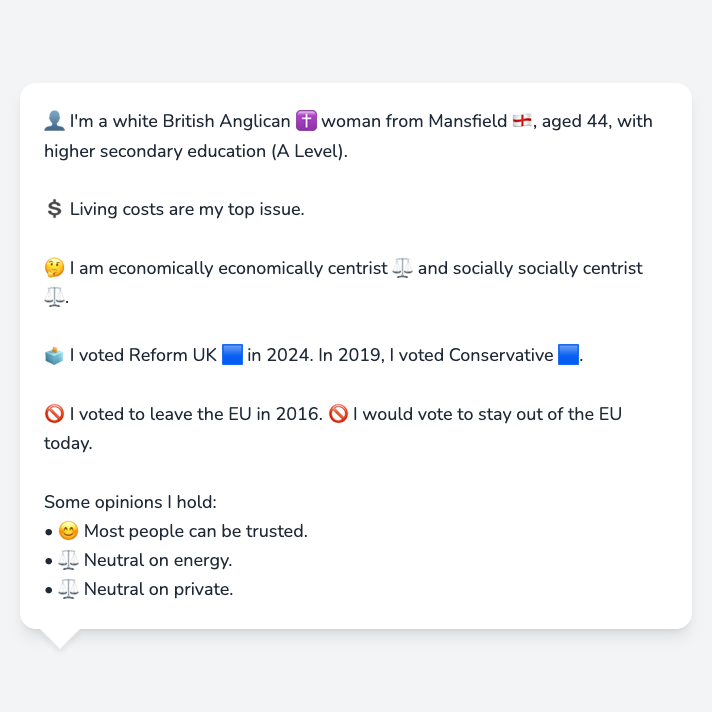 👤 I'm a white British Anglican ✝️ woman from Mansfield 🏴󠁧󠁢󠁥󠁮󠁧󠁿, aged 44, with
higher secondary education (A Level).
💲 Living costs are my top issue.
🤔 I am economically economically centrist ⚖️ and socially socially centrist
⚖️.
🗳️ I voted Reform UK 🟦 in 2024. In 2019, I voted Conservative 🟦.
🚫 I voted to leave the EU in 2016. 🚫 I would vote to stay out of the EU
today.
Some opinions I hold:
• 😊 Most people can be trusted.
• ⚖️ Neutral on energy.
• ⚖️ Neutral on private.